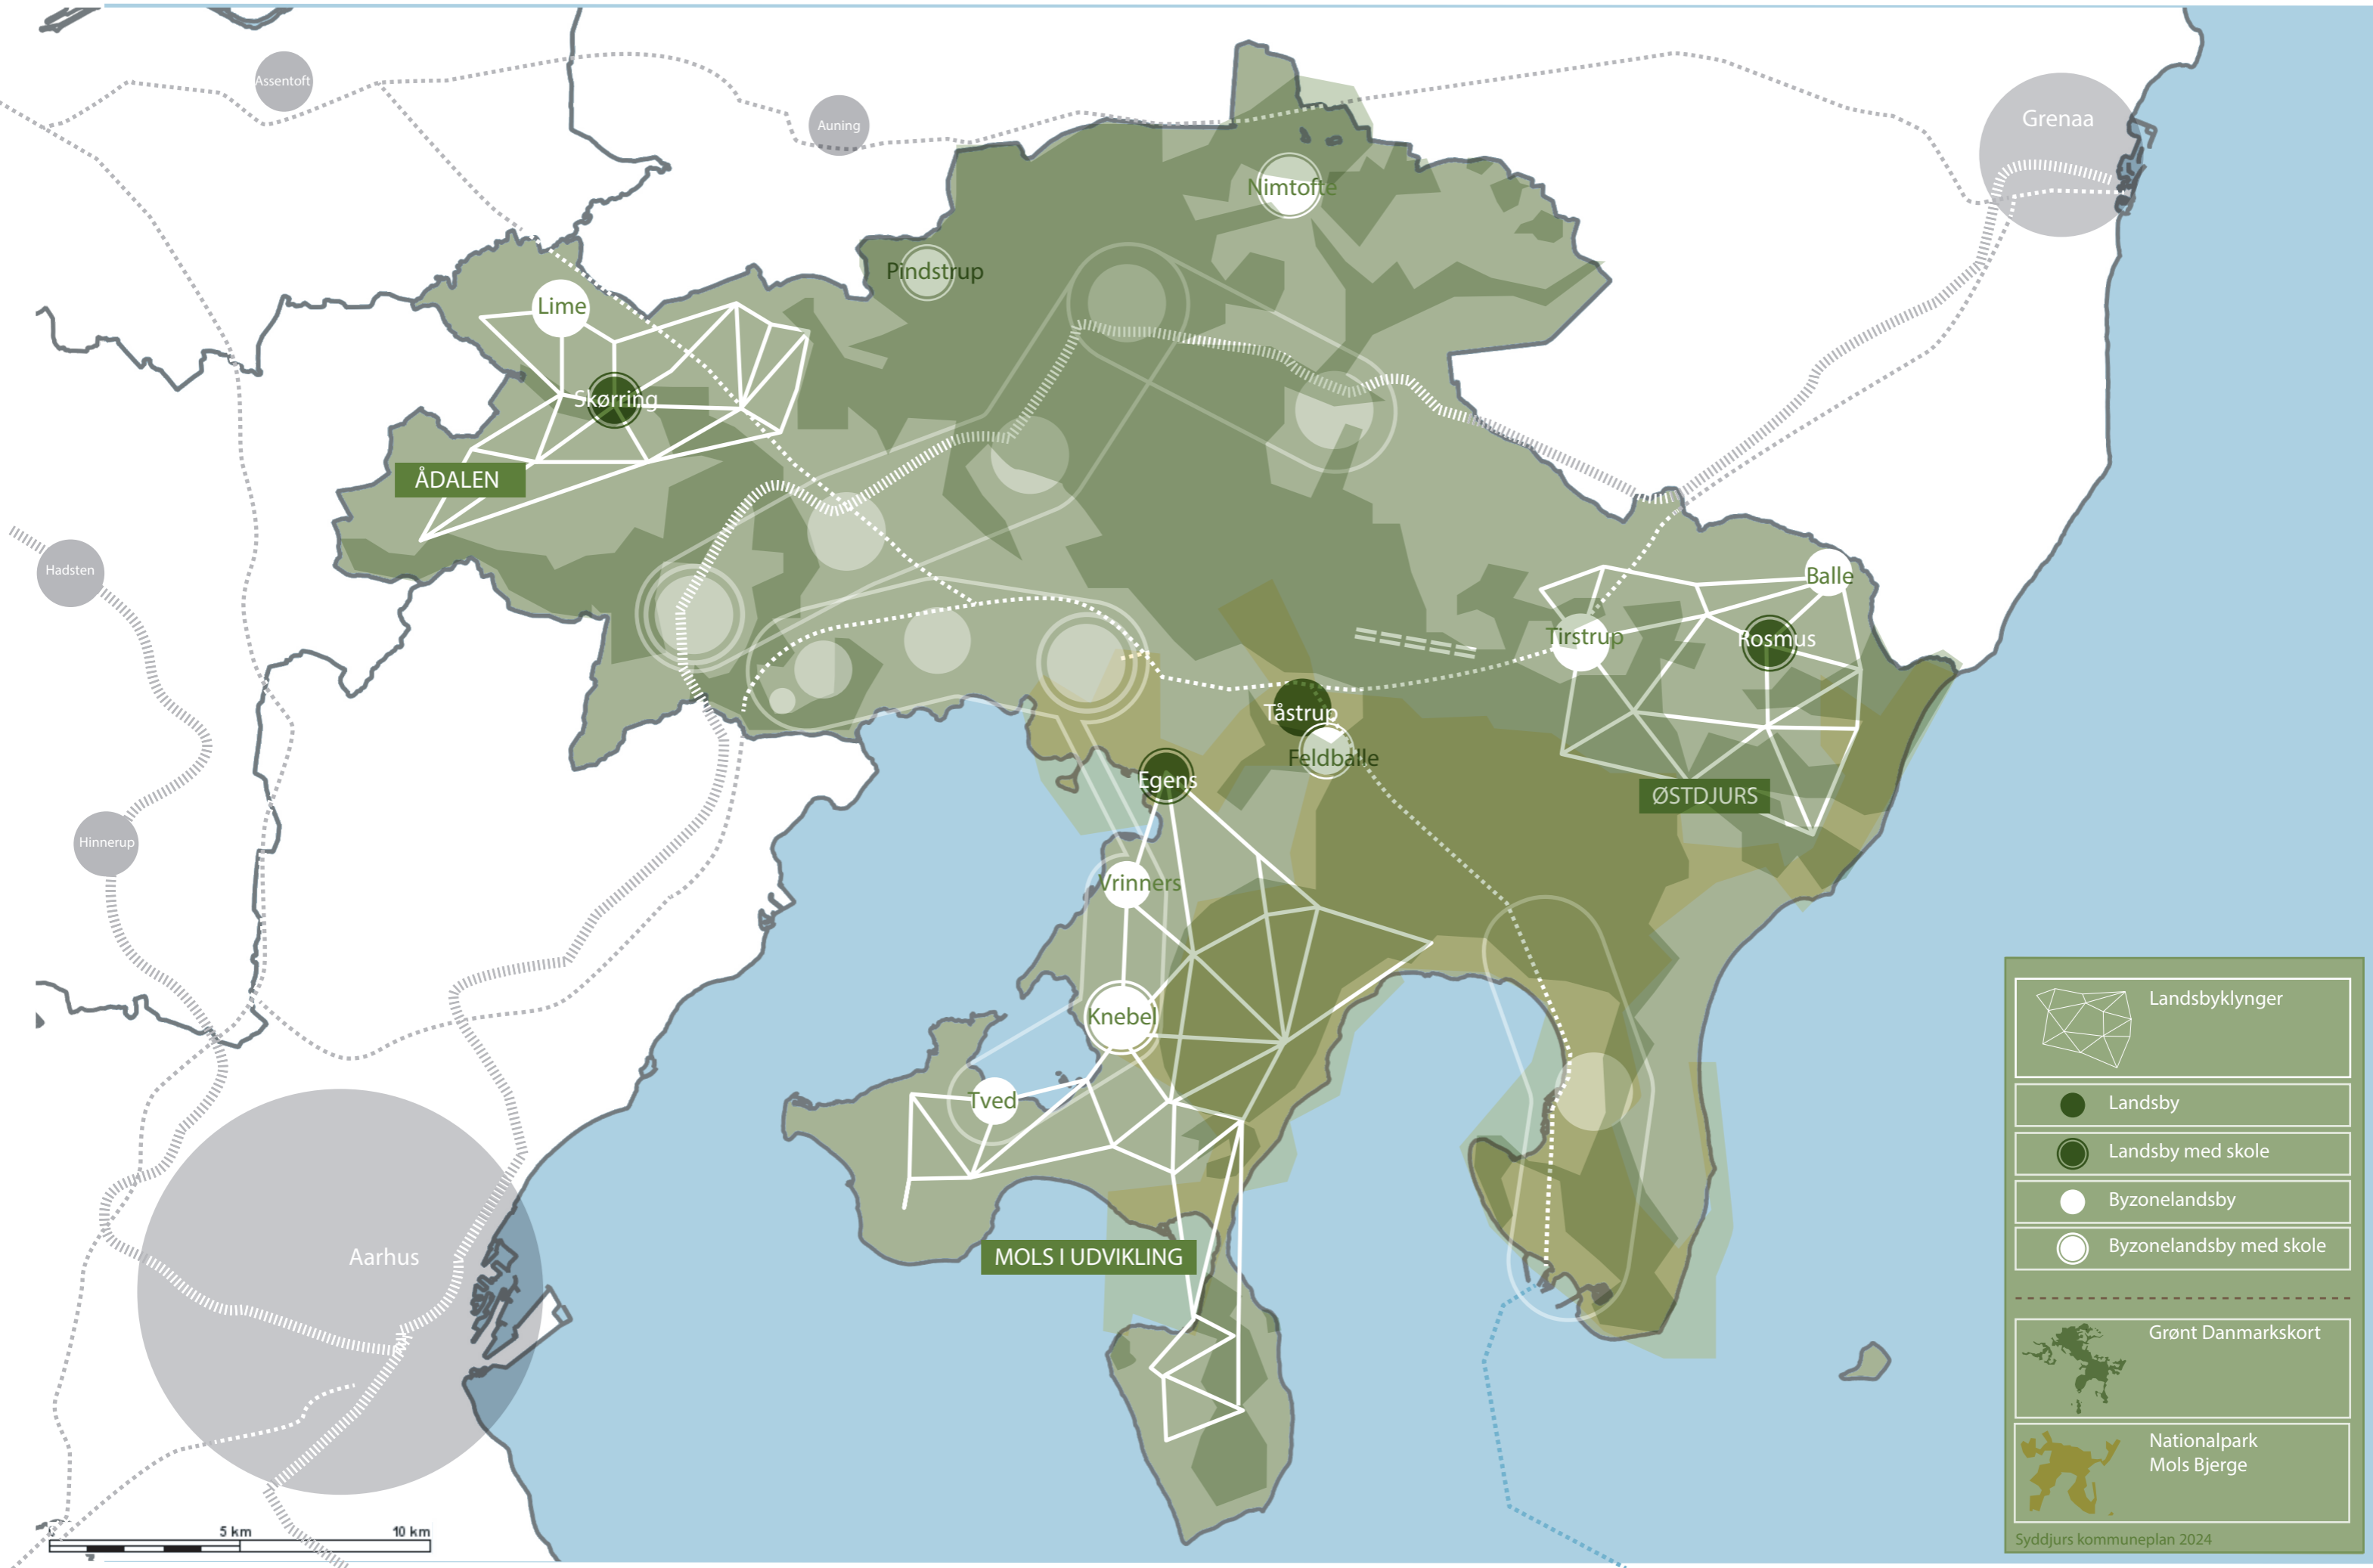 Assentoft
Auning
Grenaa
Nimtofte
Pindstrup
Lime
Skørring
ÅDALEN
Hadsten
Balle
Tirstrup
Rosmus
Tåstrup
Feldballe
Egens
ØSTDJURS
Hinnerup
Vrinners
Knebel
Tved
Aarhus
MOLS I UDVIKLING
Landsbyklynger
Landsby
Landsby med skole
Byzonelandsby
Byzonelandsby med skole
Grønt Danmarkskort
Nationalpark
Mols Bjerge
Syddjurs kommuneplan 2024
5 km
10 km